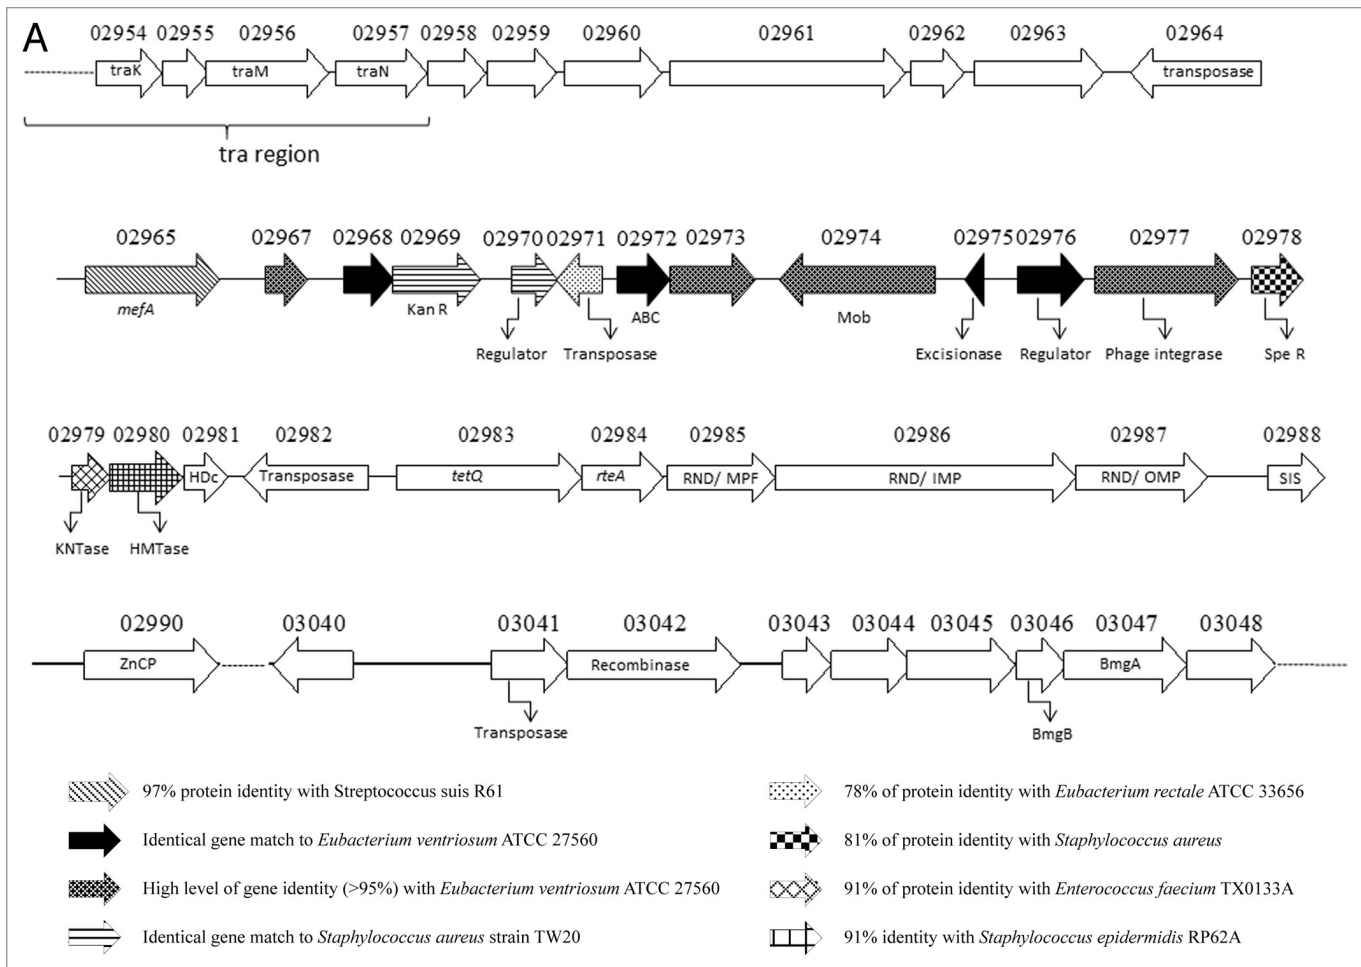 A
02954 02955 02956 02957 02958 02959 02960 02961 02962 02963 02964
traK traM traN transposase
tra region
02965 02967 02968 02969 02970 02971 02972 02973 02974 02975 02976 02977 02978
mefA Kan R ABC Mob
Regulator Transposase Excisionase Regulator Phage integrase Spe R
02979 02980 02981 02982 02983 02984 02985 02986 02987 02988
HDc Transposase tetQ rteA RND/ MPF RND/ IMP RND/ OMP SIS
KNTase HMTase
02990 03040 03041 03042 03043 03044 03045 03046 03047 03048
ZnCP Recombinase BmgA
Transposase BmgB
97% protein identity with Streptococcus suis R61
Identical gene match to Eubacterium ventriosum ATCC 27560
High level of gene identity (>95%) with Eubacterium ventriosum ATCC 27560
Identical gene match to Staphylococcus aureus strain TW20
78% of protein identity with Eubacterium rectale ATCC 33656
81% of protein identity with Staphylococcus aureus
91% of protein identity with Enterococcus faecium TX0133A
91% identity with Staphylococcus epidermidis RP62A